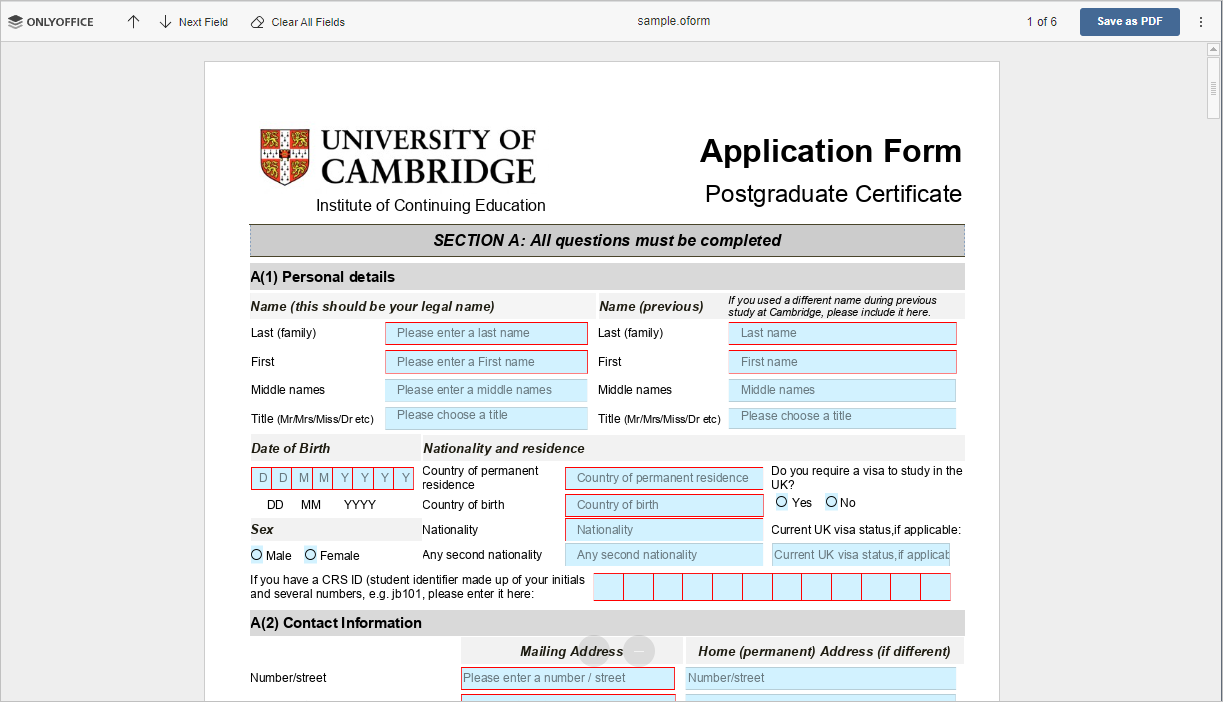 ONLYOFFICE Next Field Clear All Fields sample.oform 1 of 6 Save as PDF
UNIVERSITY OF
CAMBRIDGE
Institute of Continuing Education
Application Form
Postgraduate Certificate
SECTION A: All questions must be completed
A(1) Personal details
Name (this should be your legal name) Name (previous) If you used a different name during previous
study at Cambridge, please include it here.
Last (family) Please enter a last name Last (family) Last name
First Please enter a First name First First name
Middle names Please enter a middle names Middle names Middle names
Title (Mr/Mrs/Miss/Dr etc) Please choose a title Title (Mr/Mrs/Miss/Dr etc) Please choose a title
Date of Birth Nationality and residence
D D M M Y Y Y Y Country of permanent
residence Country of permanent residence Do you require a visa to study in the
UK?
DD MM YYYY Country of birth Country of birth Yes No
Sex Nationality Nationality Current UK visa status,if applicable:
Male Female Any second nationality Any second nationality Current UK visa status,if applicab
If you have a CRS ID (student identifier made up of your initials
and several numbers, e.g. jb101, please enter it here:
A(2) Contact Information
Mailing Address Home (permanent) Address (if different)
Number/street Please enter a number / street Number/street